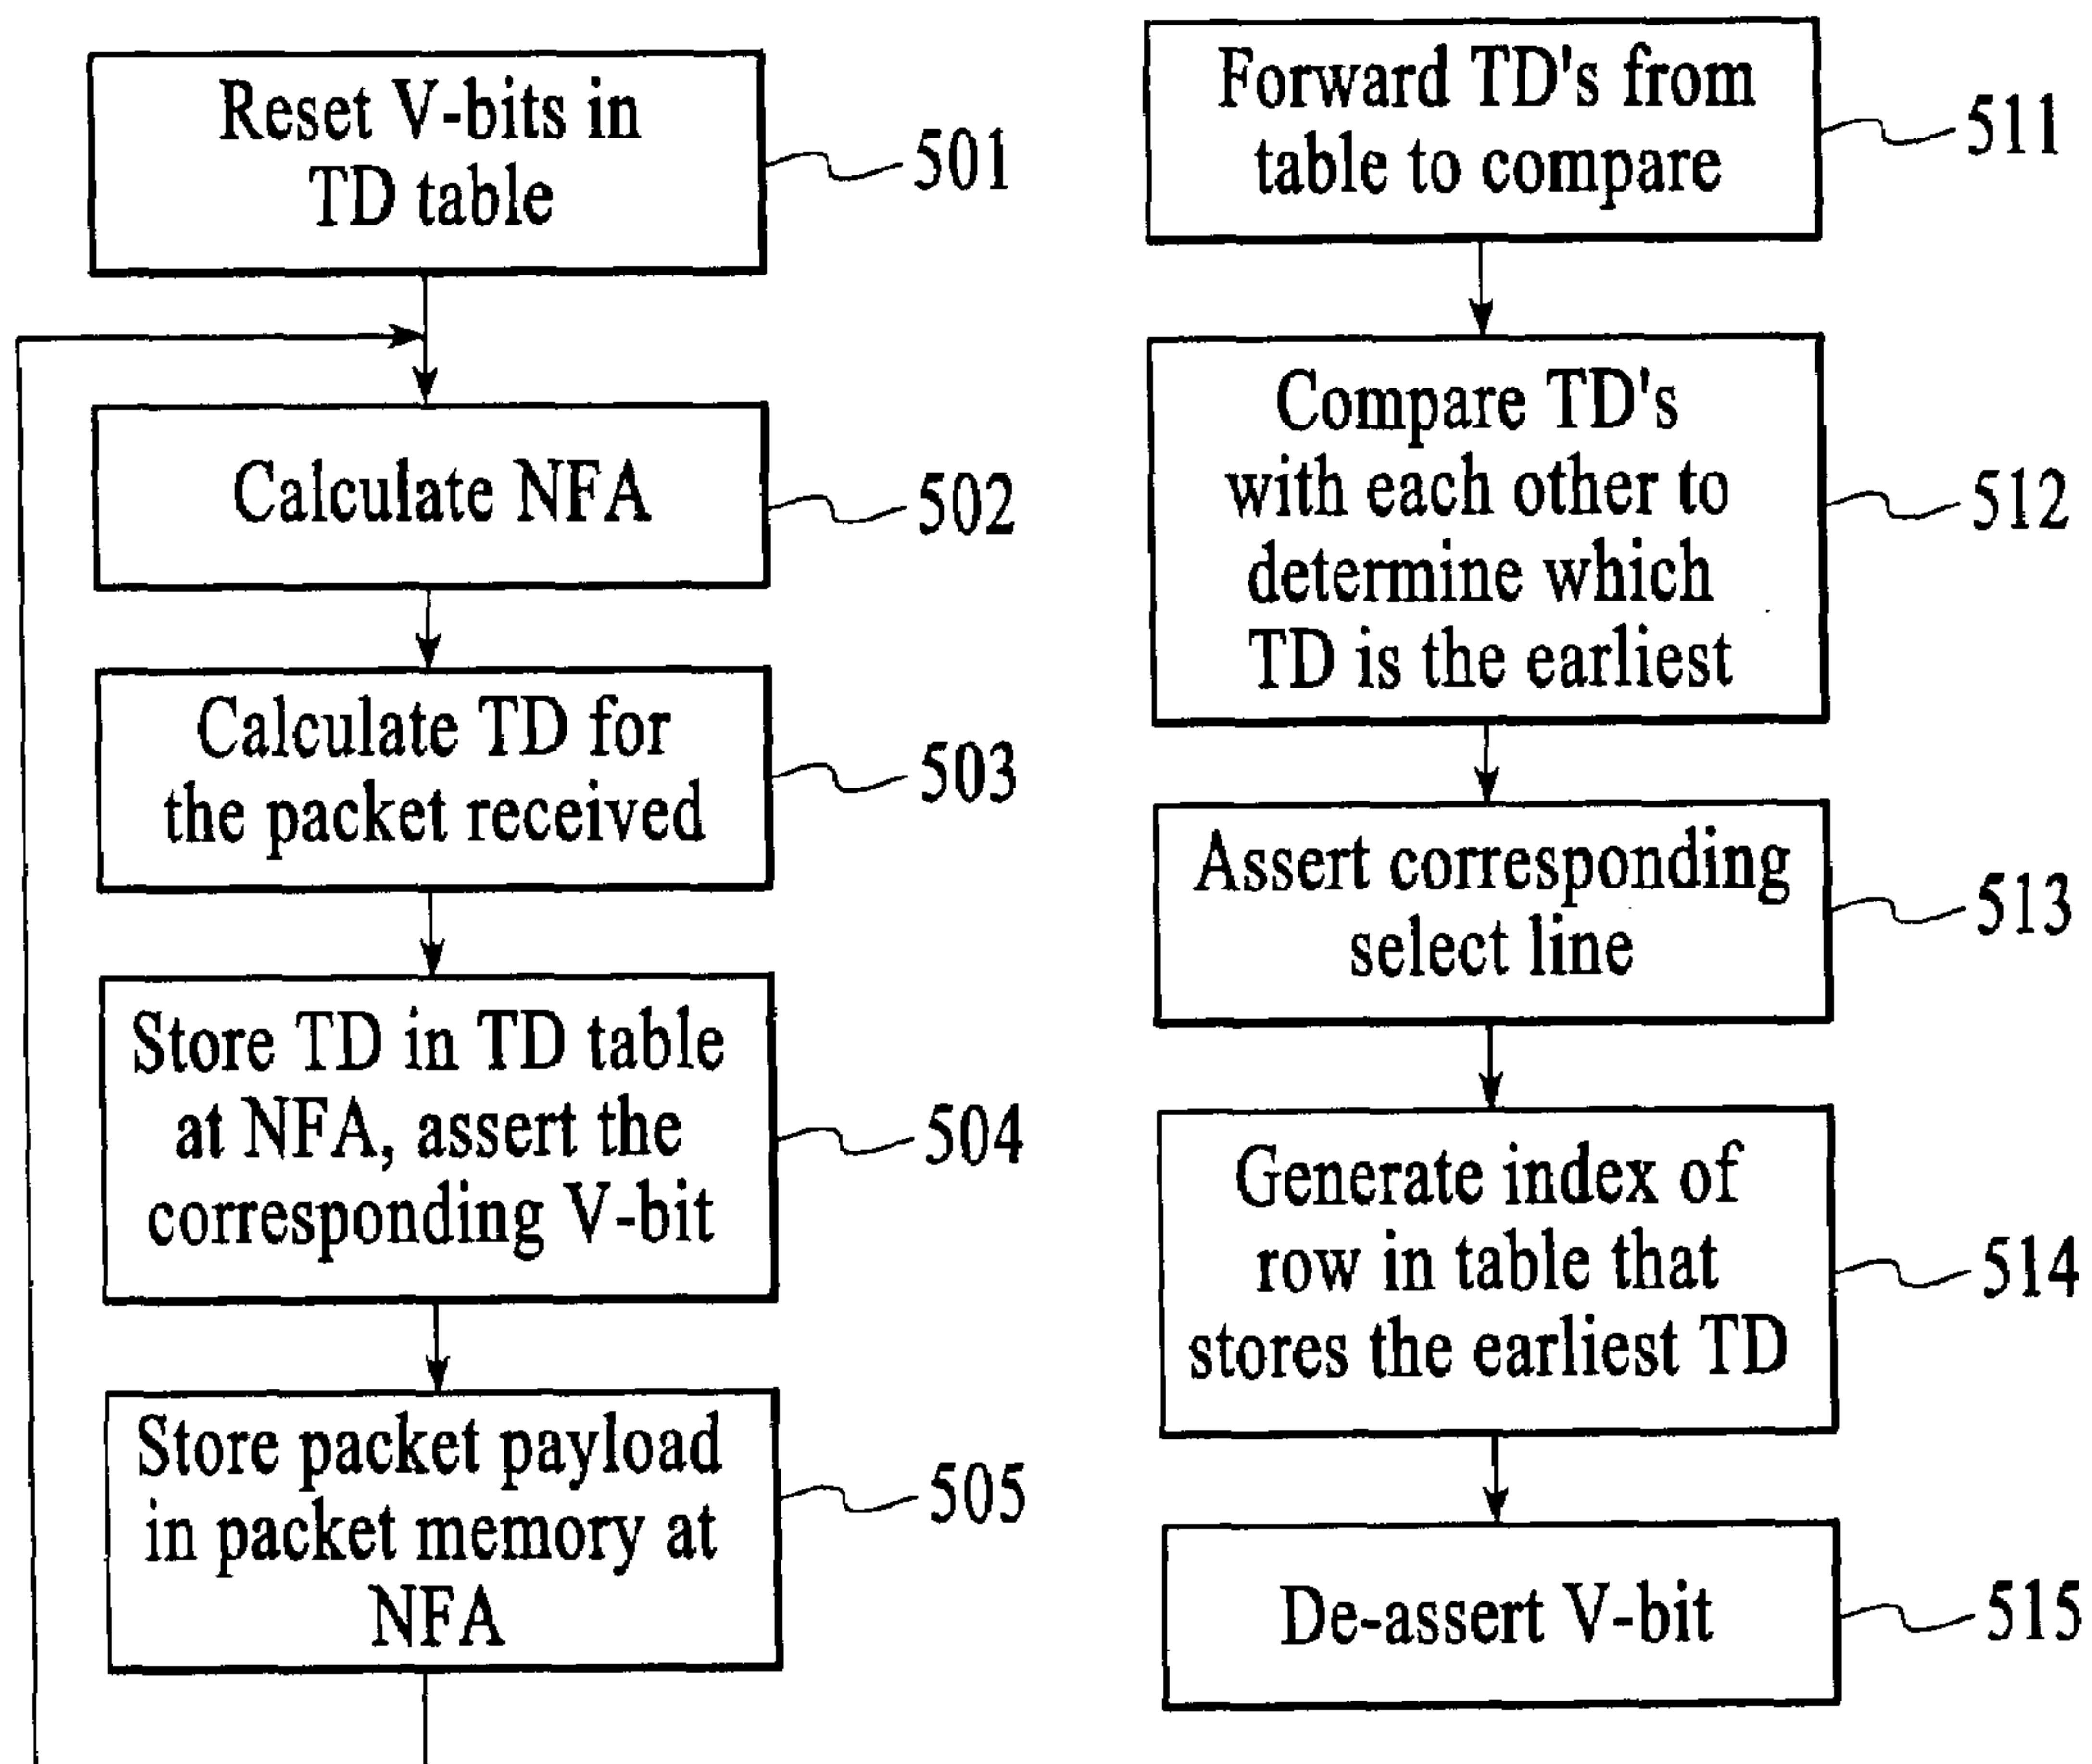 Reset V-bits in
TD table
501
Calculate NFA
502
Calculate TD for
the packet received
503
Store TD in TD table
at NFA, assert the
corresponding V-bit
504
Store packet payload
in packet memory at
NFA
505
Forward TD's from
table to compare
511
Compare TD's
with each other to
determine which
TD is the earliest
512
Assert corresponding
select line
513
Generate index of
row in table that
stores the earliest TD
514
De-assert V-bit
515